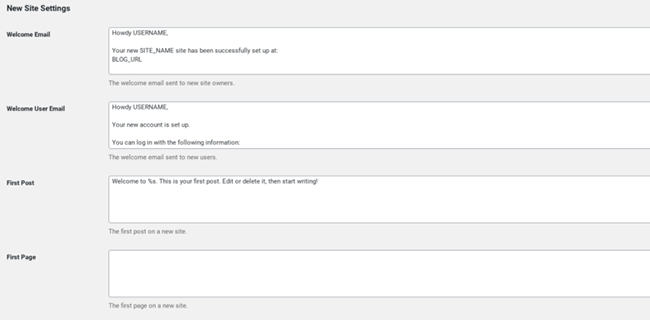 New Site Settings
Welcome Email
Howdy USERNAME,
Your new SITE_NAME site has been successfully set up at:
BLOG_URL
The welcome email sent to new site owners.
Welcome User Email
Howdy USERNAME,
Your new account is set up.
You can log in with the following information:
The welcome email sent to new users.
First Post
Welcome to %s. This is your first post. Edit or delete it, then start writing!
The first post on a new site.
First Page
The first page on a new site.